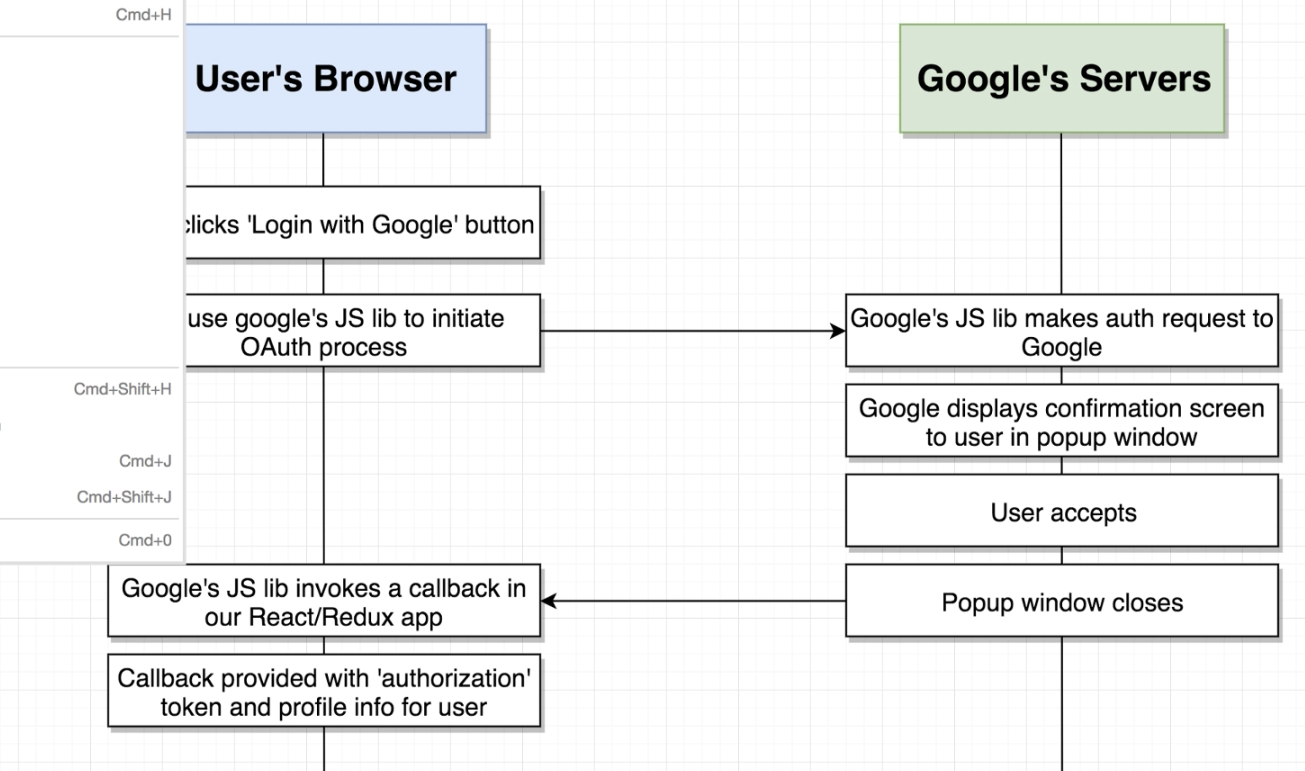 Cmd+H
Cmd+Shift+H
Cmd+J
Cmd+Shift+J
Cmd+0
User's Browser
Google's Servers
clicks 'Login with Google' button
use google's JS lib to initiate
OAuth process
Google's JS lib makes auth request to
Google
Google displays confirmation screen
to user in popup window
User accepts
Popup window closes
Google's JS lib invokes a callback in
our React/Redux app
Callback provided with 'authorization'
token and profile info for user